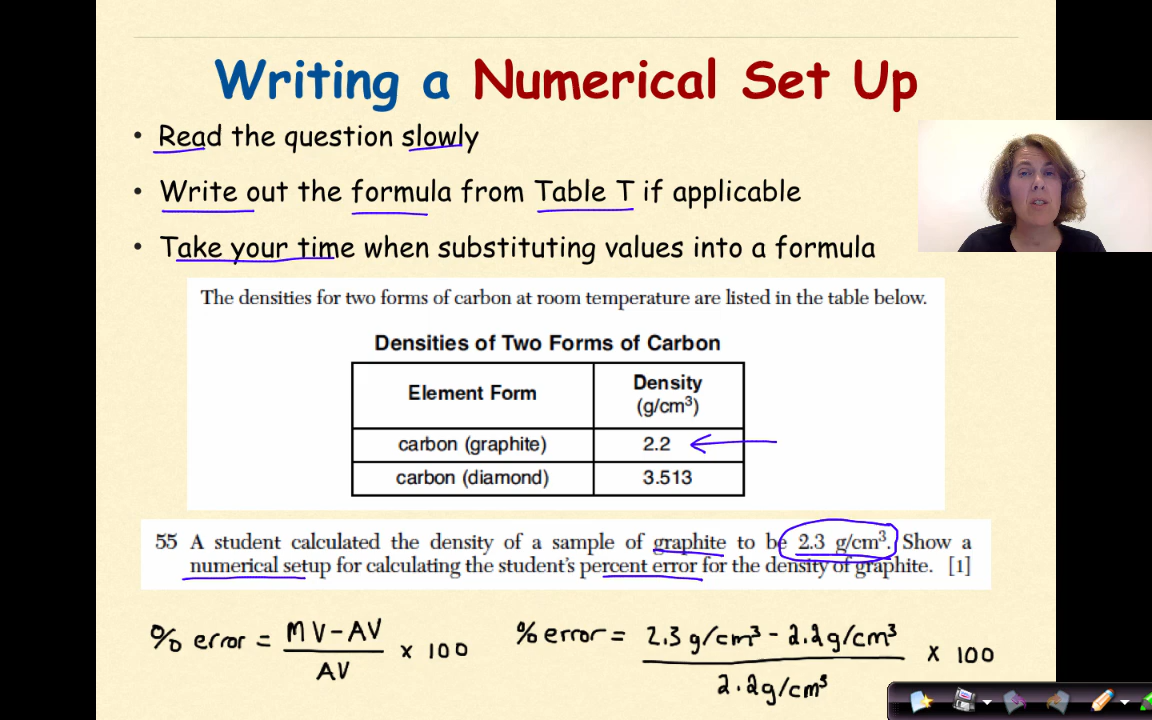 Writing a Numerical Set Up
• Read the question slowly
• Write out the formula from Table T if applicable
• Take your time when substituting values into a formula
The densities for two forms of carbon at room temperature are listed in the table below.
Densities of Two Forms of Carbon
Element Form Density (g/cm³)
carbon (graphite) 2.2
carbon (diamond) 3.513
55 A student calculated the density of a sample of graphite to be 2.3 g/cm³. Show a
numerical setup for calculating the student's percent error for the density of graphite. [1]
% error = MV-AV / AV x 100
% error = 2.3 g/cm³ - 2.2g/cm³ / 2.2g/cm³ x 100